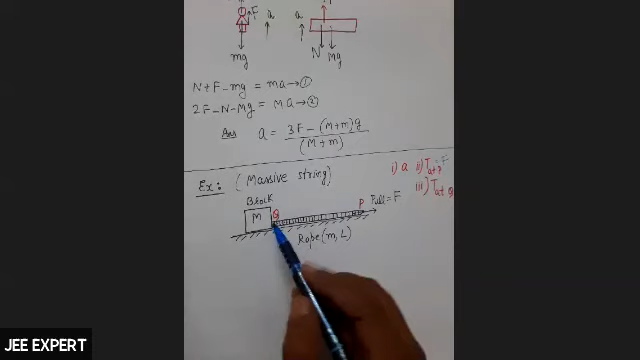 F a a
mg N Mg
N+F-mg = ma→①
2F-N-Mg = Ma→②
Ans a = 3F-(M+m)g / (M+m)
Ex: (Massive string)
i) a ii) T at P = F
iii) T at Q
Block
M Q P Pull = F
Rope (m, L)
JEE EXPERT